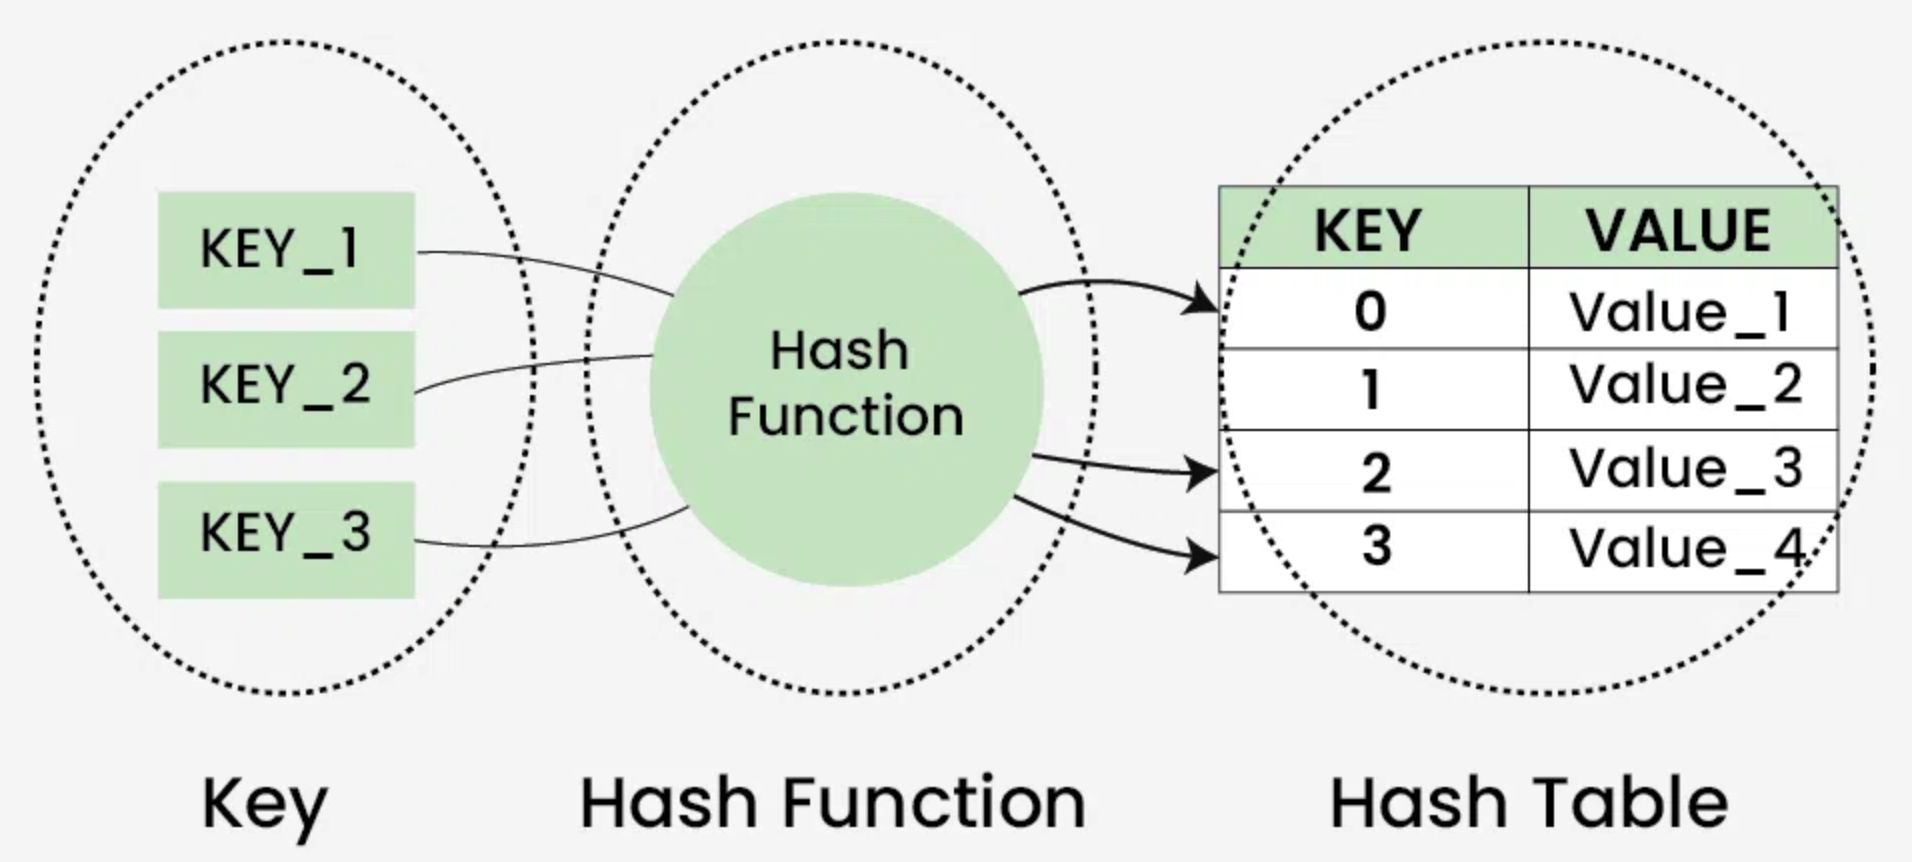 KEY_1
KEY_2
KEY_3
Hash
Function
KEY VALUE
0 Value_1
1 Value_2
2 Value_3
3 Value_4
Key
Hash Function
Hash Table